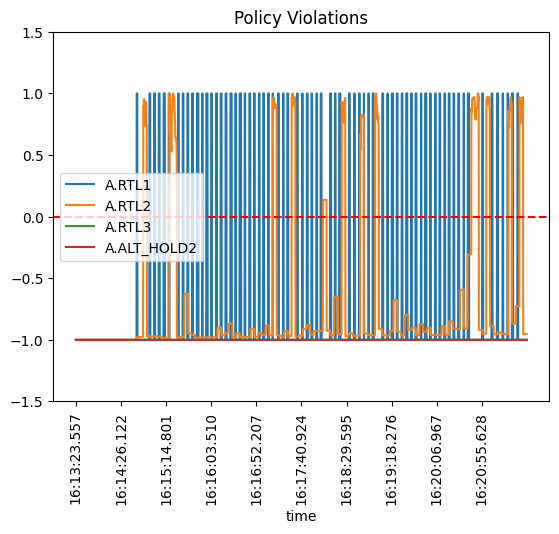 Policy Violations
1.5
1.0
0.5
0.0
−0.5
−1.0
−1.5
A.RTL1
A.RTL2
A.RTL3
A.ALT_HOLD2
16:13:23.557
16:14:26.122
16:15:14.801
16:16:03.510
16:16:52.207
16:17:40.924
16:18:29.595
16:19:18.276
16:20:06.967
16:20:55.628
time